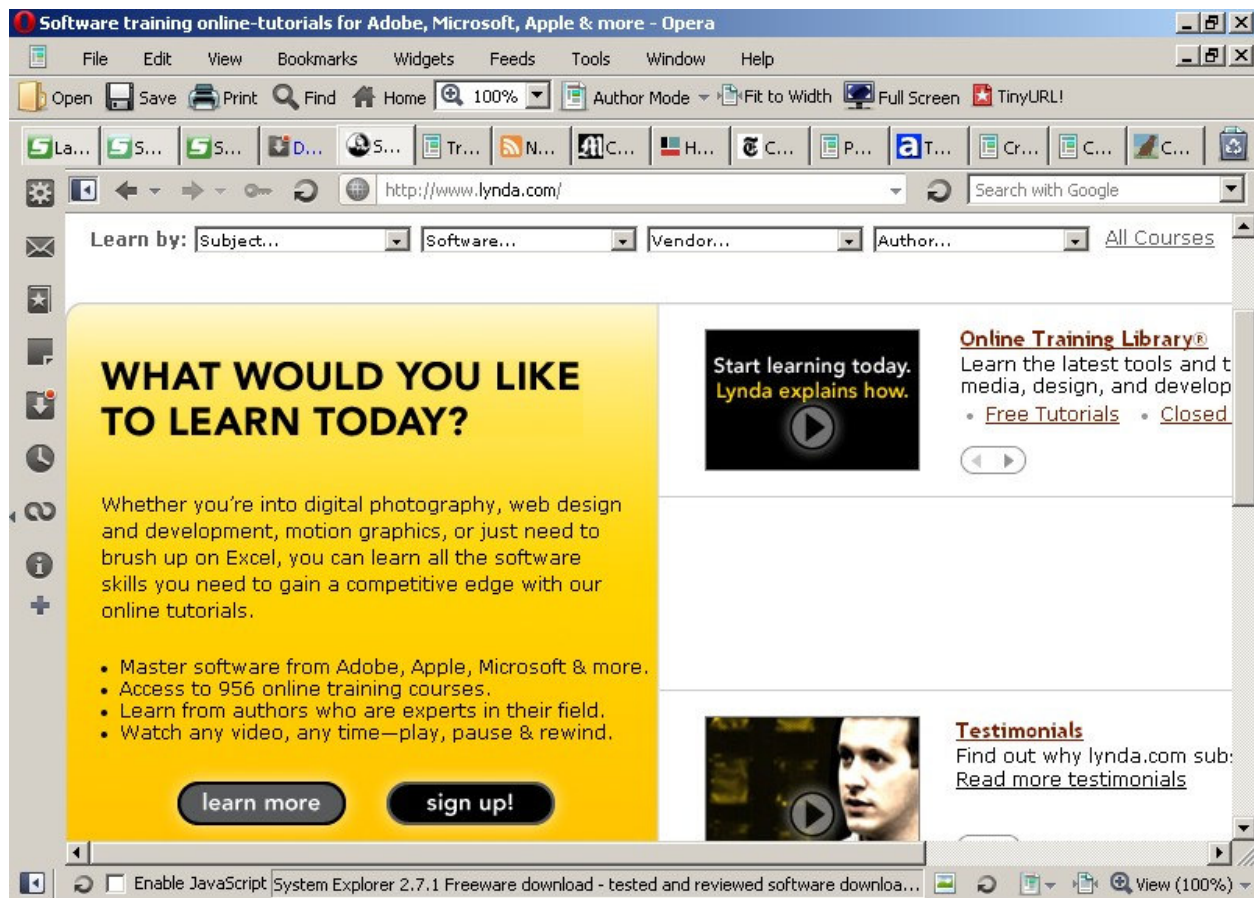 Software training online-tutorials for Adobe, Microsoft, Apple & more - Opera
File Edit View Bookmarks Widgets Feeds Tools Window Help
Open Save Print Find Home 100% Author Mode Fit to Width Full Screen TinyURL!
La... S... S... D... S... Tr... N... C... H... C... P... T... Cr... C... C...
http://www.lynda.com/ Search with Google
Learn by: Subject... Software... Vendor... Author... All Courses
WHAT WOULD YOU LIKE
TO LEARN TODAY?
Whether you're into digital photography, web design
and development, motion graphics, or just need to
brush up on Excel, you can learn all the software
skills you need to gain a competitive edge with our
online tutorials.
• Master software from Adobe, Apple, Microsoft & more.
• Access to 956 online training courses.
• Learn from authors who are experts in their field.
• Watch any video, any time—play, pause & rewind.
learn more sign up!
Start learning today.
Lynda explains how.
Online Training Library®
Learn the latest tools and t
media, design, and develop
• Free Tutorials • Closed
Testimonials
Find out why lynda.com subs
Read more testimonials
Enable JavaScript System Explorer 2.7.1 Freeware download - tested and reviewed software downloa... View (100%)